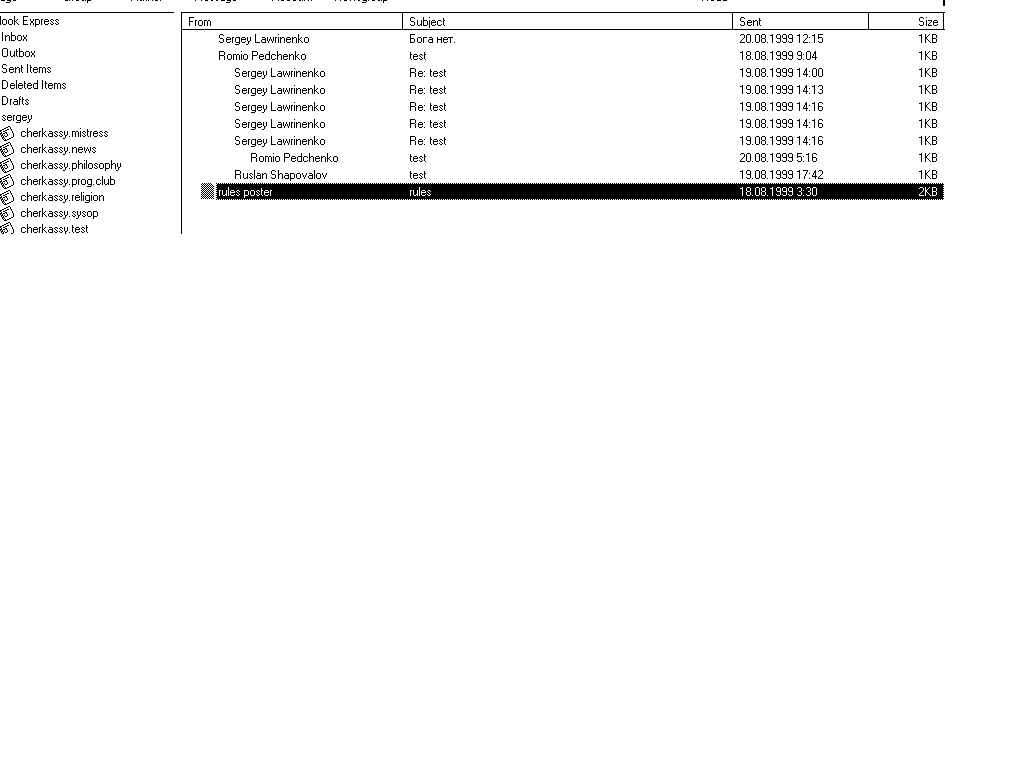 look Express
Inbox
Outbox
Sent Items
Deleted Items
Drafts
sergey
cherkassy.mistress
cherkassy.news
cherkassy.philosophy
cherkassy.prog.club
cherkassy.religion
cherkassy.sysop
cherkassy.test
From Subject Sent Size
Sergey Lawrinenko Бога нет. 20.08.1999 12:15 1KB
Romio Pedchenko test 18.08.1999 9:04 1KB
Sergey Lawrinenko Re: test 19.08.1999 14:00 1KB
Sergey Lawrinenko Re: test 19.08.1999 14:13 1KB
Sergey Lawrinenko Re: test 19.08.1999 14:16 1KB
Sergey Lawrinenko Re: test 19.08.1999 14:16 1KB
Sergey Lawrinenko Re: test 19.08.1999 14:16 1KB
Romio Pedchenko test 20.08.1999 5:16 1KB
Ruslan Shapovalov test 19.08.1999 17:42 1KB
rules poster rules 18.08.1999 3:30 2KB